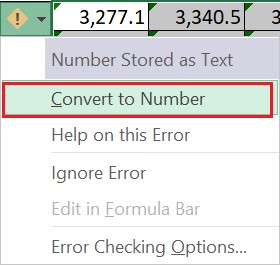 3,277.1 3,340.5
Number Stored as Text
Convert to Number
Help on this Error
Ignore Error
Edit in Formula Bar
Error Checking Options...